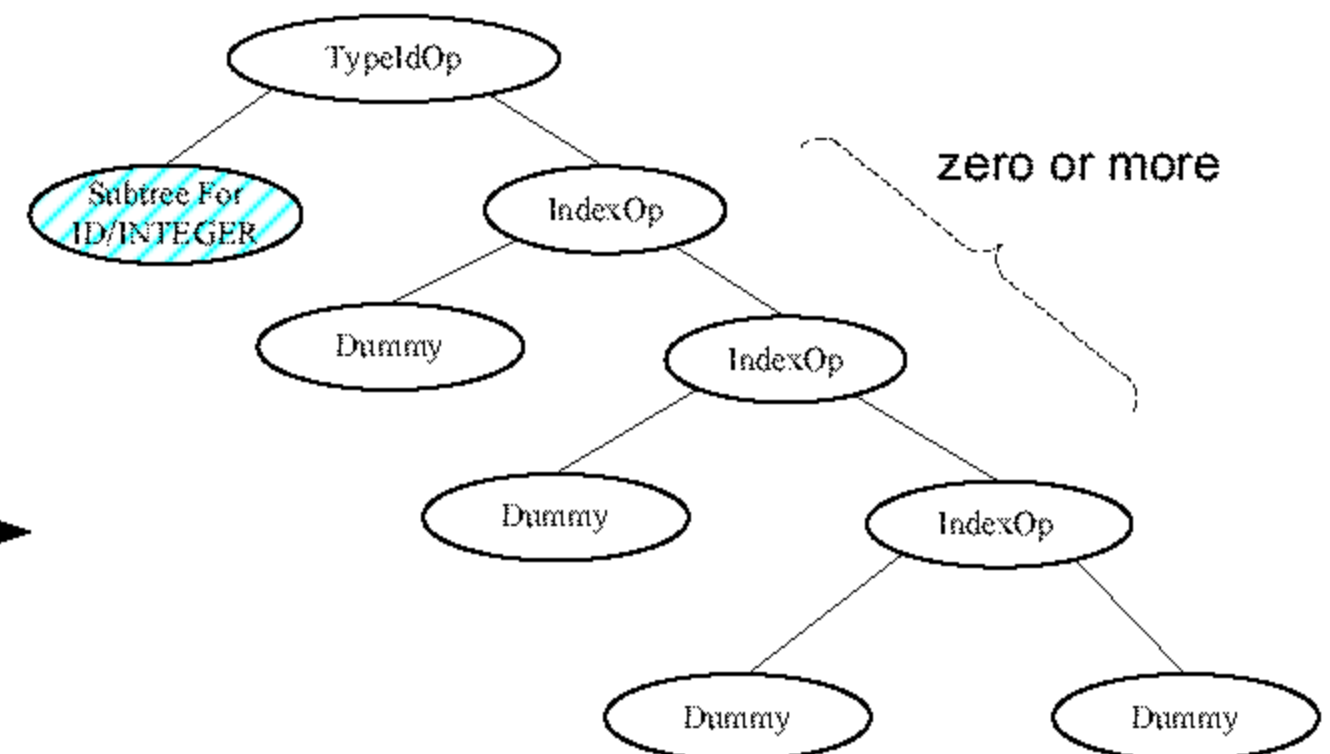 TypeIdOp
zero or more
Subtree For
ID/INTEGER
IndexOp
Dummy
IndexOp
Dummy
IndexOp
Dummy
Dummy